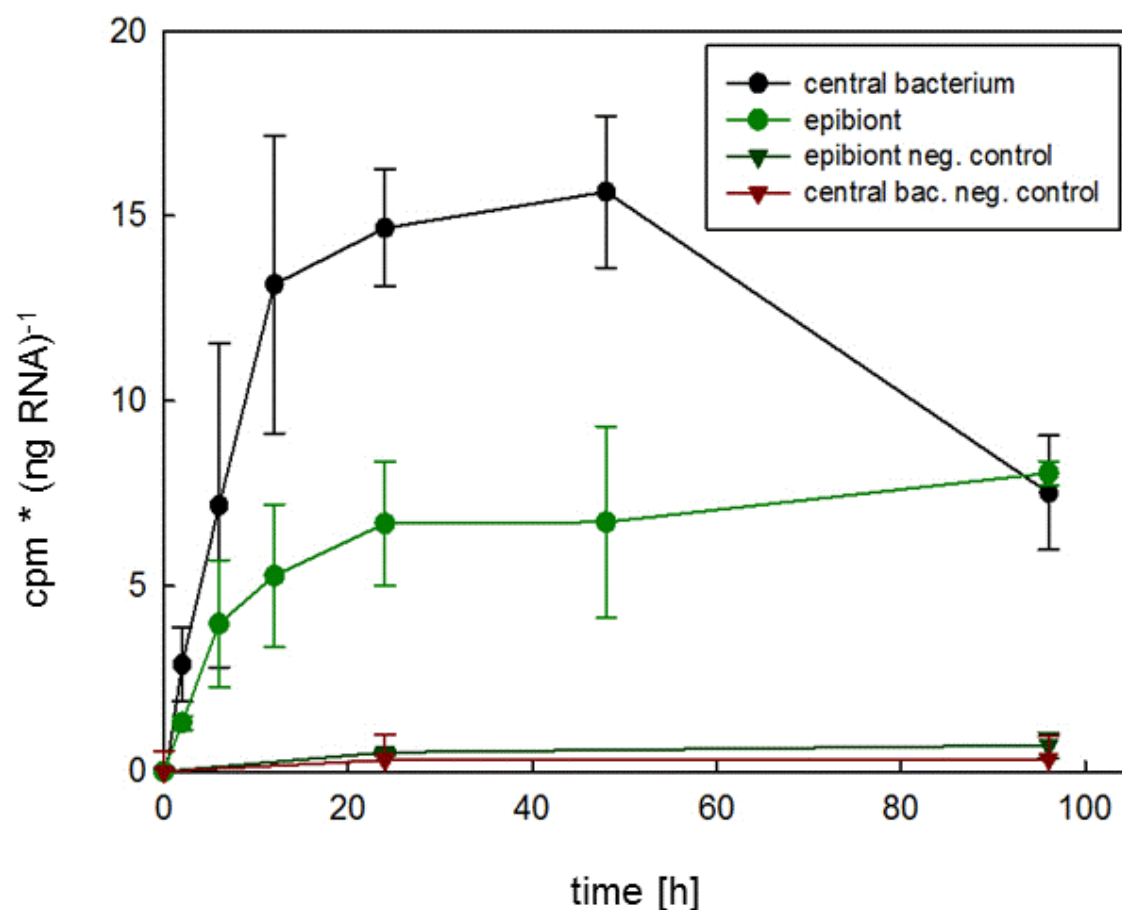 20
15
10
5
0
0 20 40 60 80 100
cpm * (ng RNA)⁻¹
time [h]
central bacterium
epibiont
epibiont neg. control
central bac. neg. control